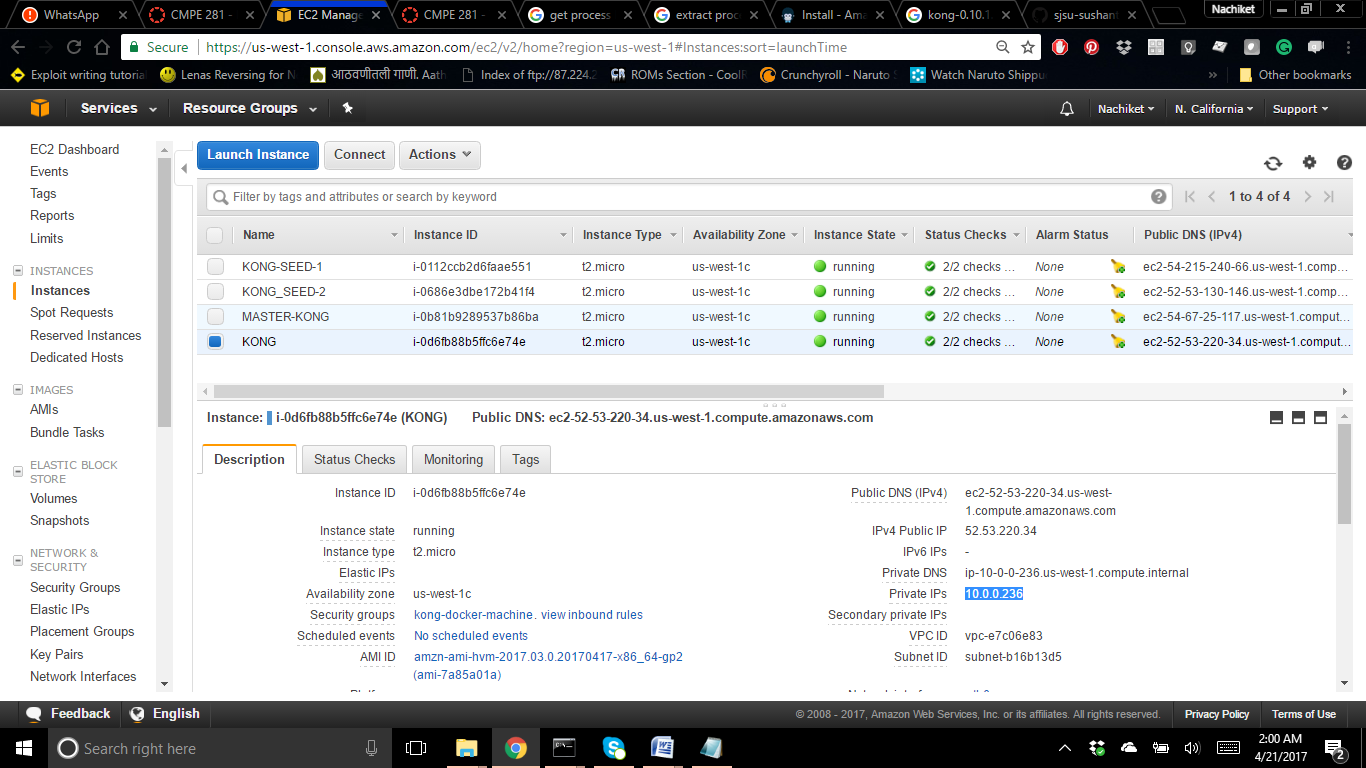 WhatsApp
CMPE 281 -
EC2 Manage
CMPE 281 -
get process
extract proc
Install - Ama
kong-0.10.1
sjsu-sushant
Nachiket
Secure
https://us-west-1.console.aws.amazon.com/ec2/v2/home?region=us-west-1#Instances:sort=launchTime
Exploit writing tutorial
Lenas Reversing for N
आठवणीतली गाणी. Aath
Index of ftp://87.224.2
ROMs Section - CoolR
Crunchyroll - Naruto S
Watch Naruto Shippu
Other bookmarks
Services
Resource Groups
Nachiket
N. California
Support
EC2 Dashboard
Events
Tags
Reports
Limits
INSTANCES
Instances
Spot Requests
Reserved Instances
Dedicated Hosts
IMAGES
AMIs
Bundle Tasks
ELASTIC BLOCK
STORE
Volumes
Snapshots
NETWORK &
SECURITY
Security Groups
Elastic IPs
Placement Groups
Key Pairs
Network Interfaces
Launch Instance
Connect
Actions
Filter by tags and attributes or search by keyword
1 to 4 of 4
Name Instance ID Instance Type Availability Zone Instance State Status Checks Alarm Status Public DNS (IPv4)
KONG-SEED-1 i-0112ccb2d6faae551 t2.micro us-west-1c running 2/2 checks ... None ec2-54-215-240-66.us-west-1.comp...
KONG_SEED-2 i-0686e3dbe172b41f4 t2.micro us-west-1c running 2/2 checks ... None ec2-52-53-130-146.us-west-1.comp...
MASTER-KONG i-0b81b9289537b86ba t2.micro us-west-1c running 2/2 checks ... None ec2-54-67-25-117.us-west-1.comput...
KONG i-0d6fb88b5ffc6e74e t2.micro us-west-1c running 2/2 checks ... None ec2-52-53-220-34.us-west-1.comput...
Instance: i-0d6fb88b5ffc6e74e (KONG) Public DNS: ec2-52-53-220-34.us-west-1.compute.amazonaws.com
Description
Status Checks
Monitoring
Tags
Instance ID i-0d6fb88b5ffc6e74e
Instance state running
Instance type t2.micro
Elastic IPs
Availability zone us-west-1c
Security groups kong-docker-machine. view inbound rules
Scheduled events No scheduled events
AMI ID amzn-ami-hvm-2017.03.0.20170417-x86_64-gp2
(ami-7a85a01a)
Public DNS (IPv4) ec2-52-53-220-34.us-west-
1.compute.amazonaws.com
IPv4 Public IP 52.53.220.34
IPv6 IPs -
Private DNS ip-10-0-0-236.us-west-1.compute.internal
Private IPs 10.0.0.236
Secondary private IPs
VPC ID vpc-e7c06e83
Subnet ID subnet-b16b13d5
Feedback
English
© 2008 - 2017, Amazon Web Services, Inc. or its affiliates. All rights reserved.
Privacy Policy
Terms of Use
Search right here
2:00 AM
4/21/2017
2